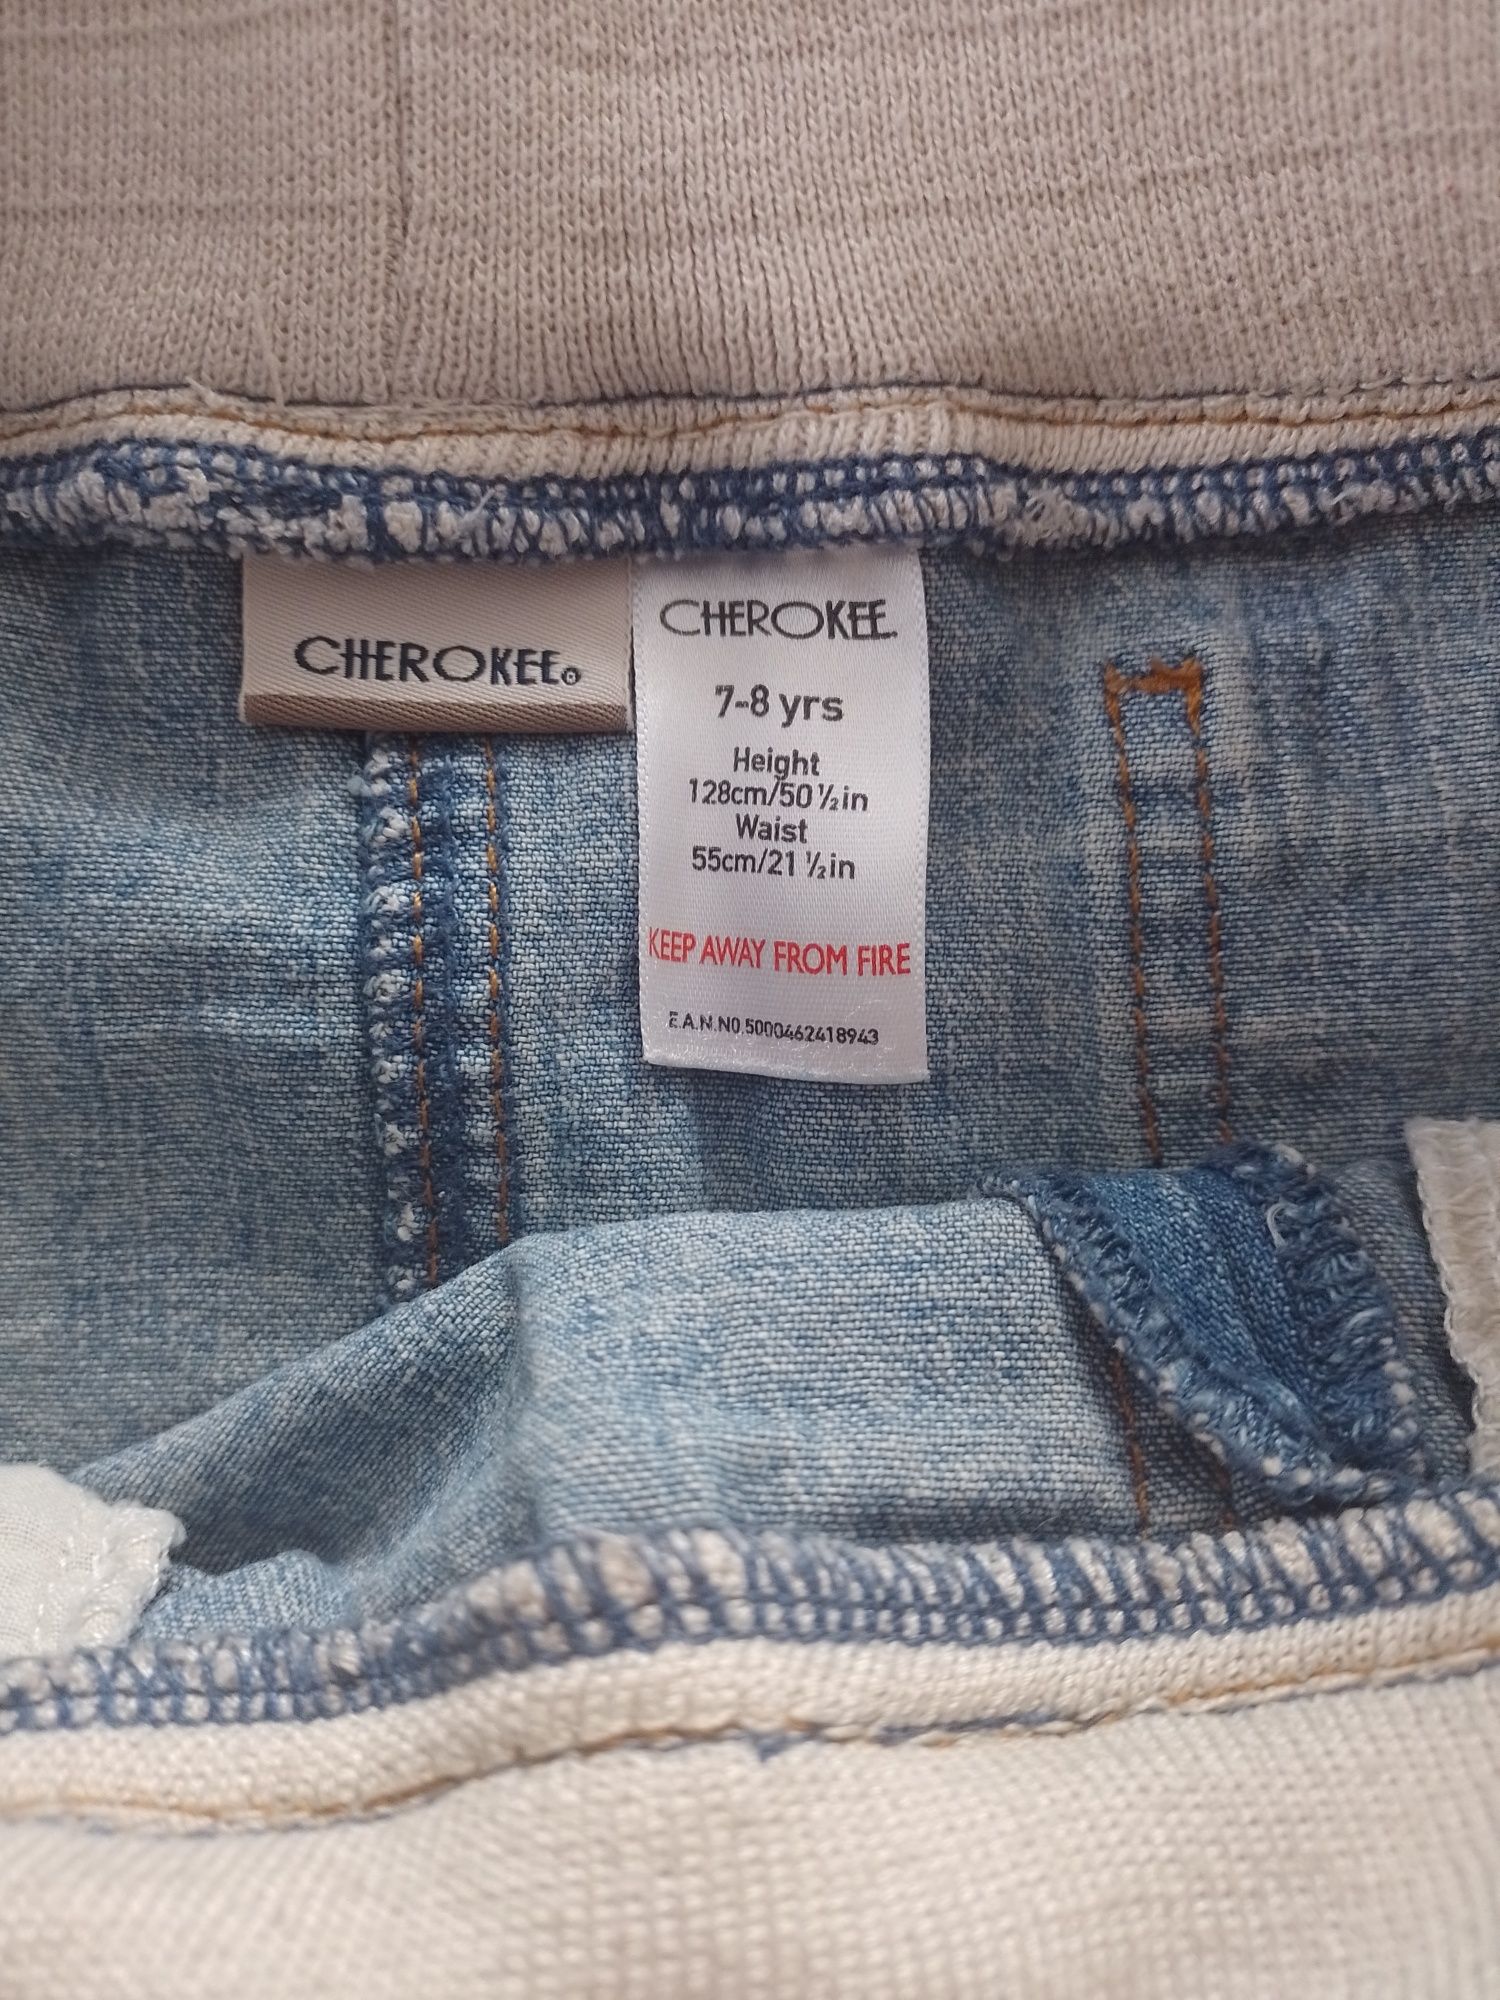 CHEROKEE®
CHEROKEE.
7-8 yrs
Height
128cm/50 ½in
Waist
55cm/21 ½in
KEEP AWAY FROM FIRE
E.A.N.NO.5000462418943